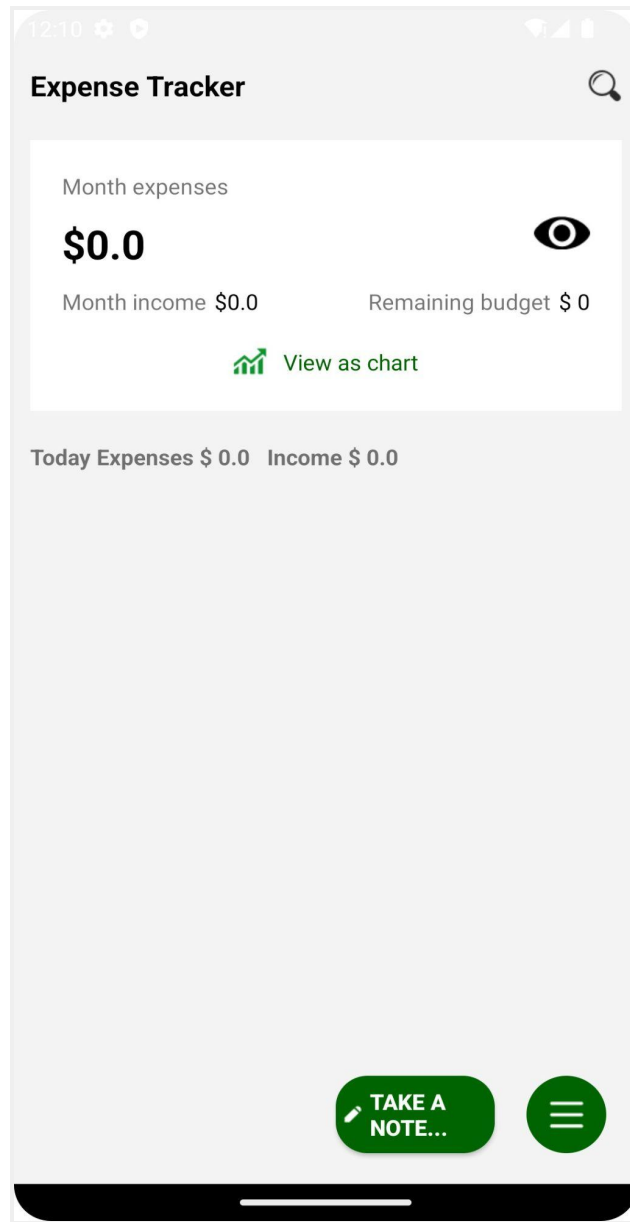 12:10
Expense Tracker
Month expenses
$0.0
Month income $0.0 Remaining budget $ 0
View as chart
Today Expenses $ 0.0 Income $ 0.0
TAKE A
NOTE...